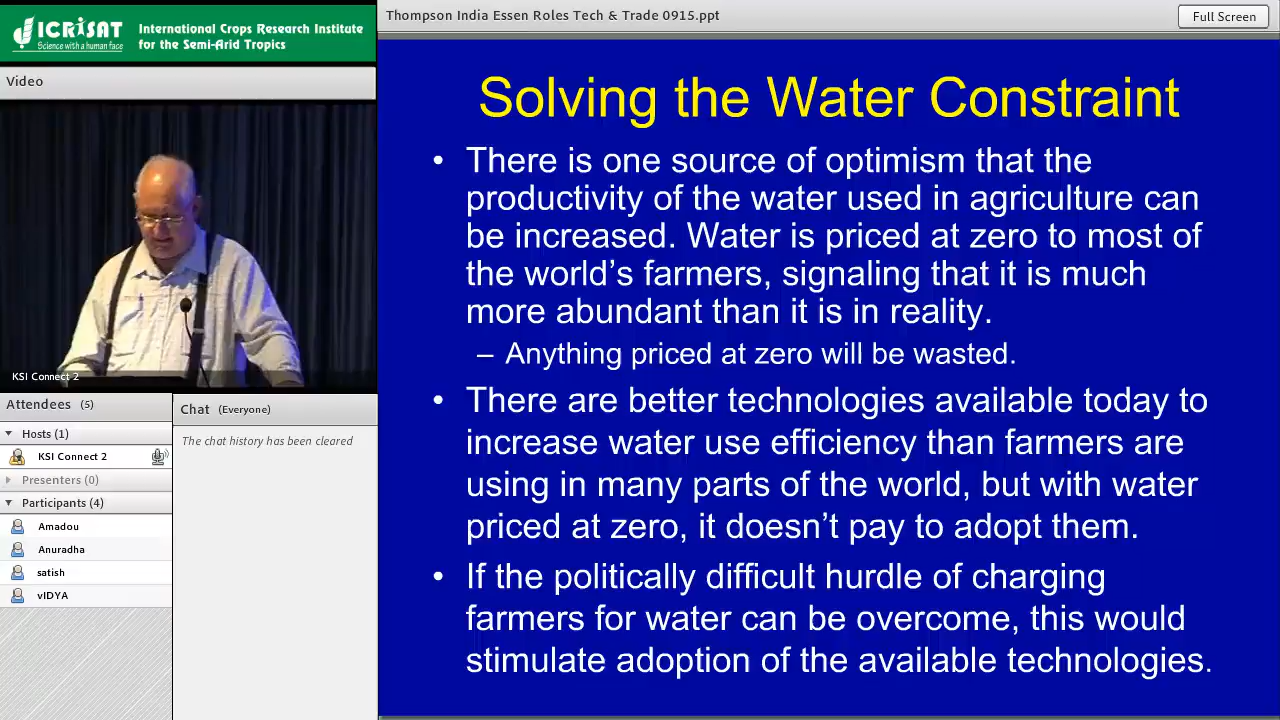 ICRISAT
Science with a human face
International Crops Research Institute
for the Semi-Arid Tropics
Video
KSI Connect 2
Attendees (5)
Hosts (1)
KSI Connect 2
Presenters (0)
Participants (4)
Amadou
Anuradha
satish
vIDYA
Chat (Everyone)
The chat history has been cleared
Thompson India Essen Roles Tech & Trade 0915.ppt
Full Screen
Solving the Water Constraint
• There is one source of optimism that the
productivity of the water used in agriculture can
be increased. Water is priced at zero to most of
the world’s farmers, signaling that it is much
more abundant than it is in reality.
– Anything priced at zero will be wasted.
• There are better technologies available today to
increase water use efficiency than farmers are
using in many parts of the world, but with water
priced at zero, it doesn’t pay to adopt them.
• If the politically difficult hurdle of charging
farmers for water can be overcome, this would
stimulate adoption of the available technologies.